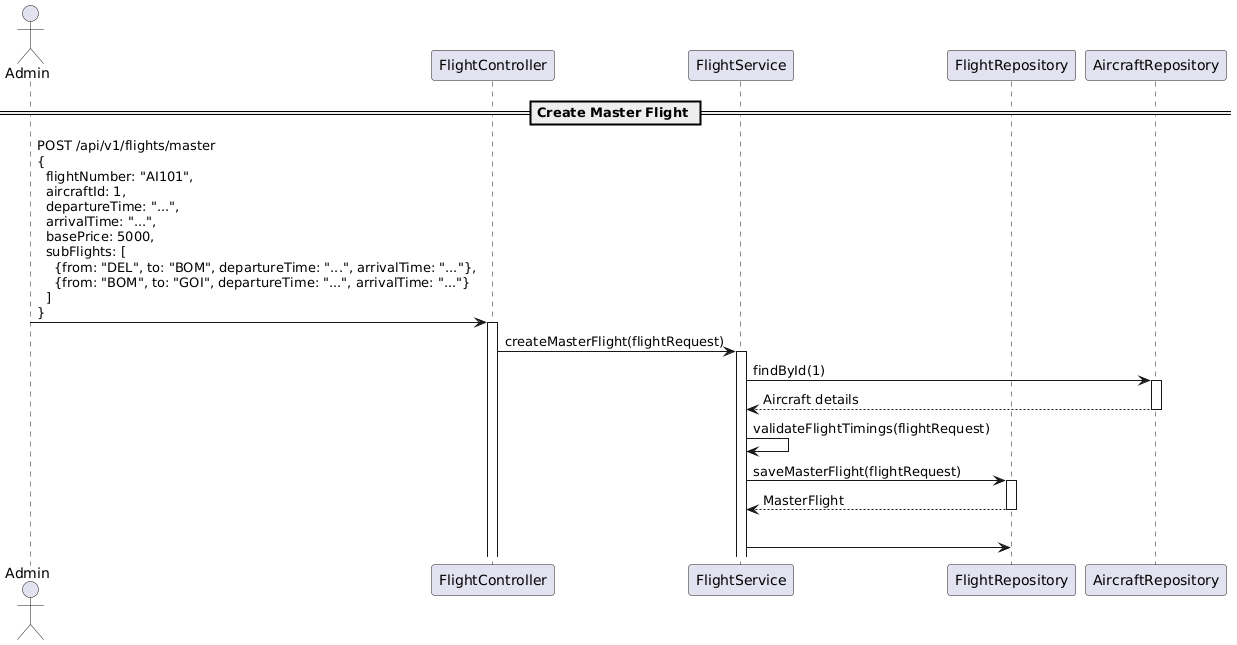 Admin
FlightController
FlightService
FlightRepository
AircraftRepository
Create Master Flight
POST /api/v1/flights/master
{
  flightNumber: "AI101",
  aircraftId: 1,
  departureTime: "...",
  arrivalTime: "...",
  basePrice: 5000,
  subFlights: [
    {from: "DEL", to: "BOM", departureTime: "...", arrivalTime: "..."},
    {from: "BOM", to: "GOI", departureTime: "...", arrivalTime: "..."}
  ]
}
createMasterFlight(flightRequest)
findById(1)
Aircraft details
validateFlightTimings(flightRequest)
saveMasterFlight(flightRequest)
MasterFlight
Admin
FlightController
FlightService
FlightRepository
AircraftRepository